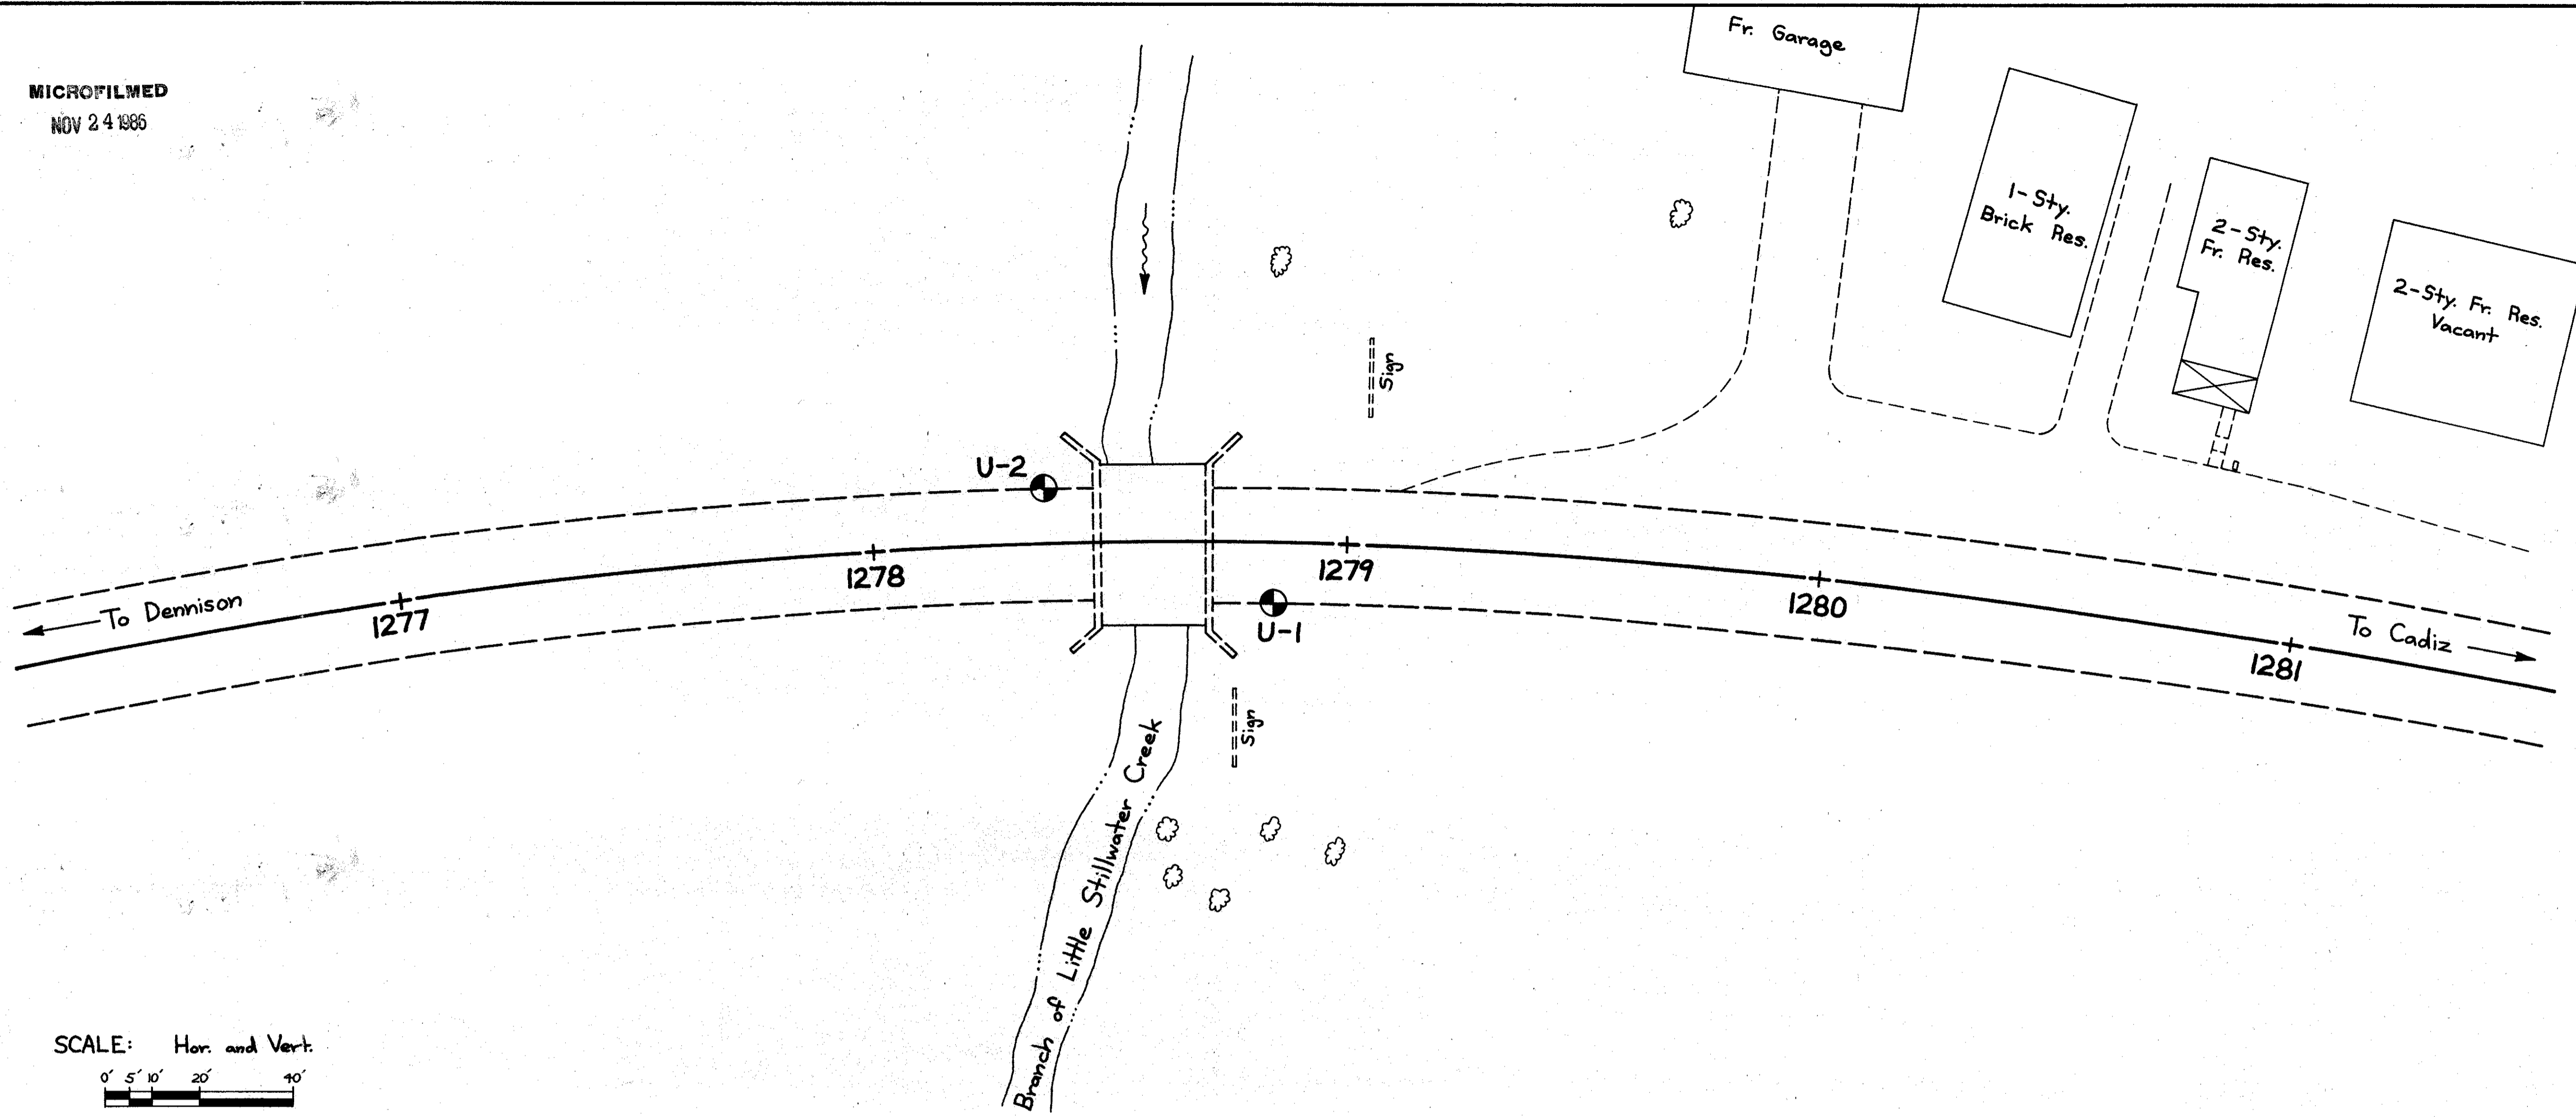 Fr. Garage
MICROFILMED
NOV 24 1986
1-Sty.
Brick Res.
2-Sty.
Fr. Res.
2-Sty. Fr. Res.
Vacant
Sign
U-2
1278
1279
1280
To Dennison
1277
U-1
To Cadiz
1281
Sign
Branch of Little Stillwater Creek
SCALE: Hor. and Vert.
0' 5' 10' 20' 40'